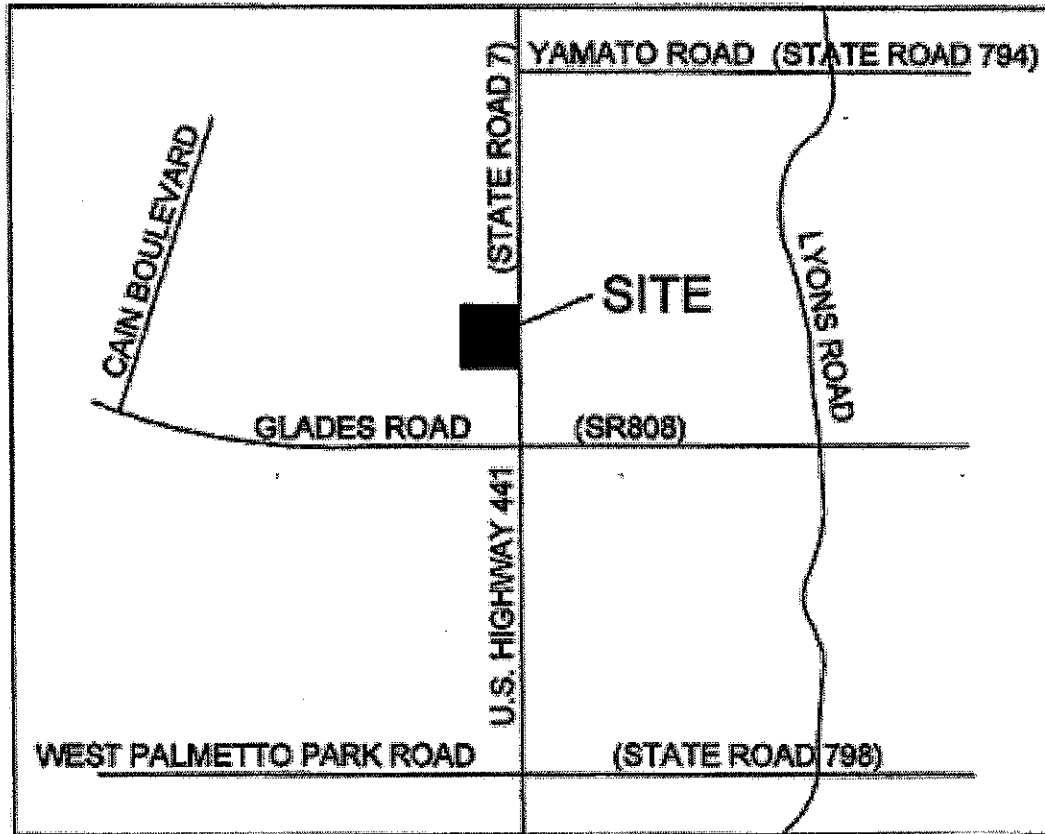 YAMATO ROAD (STATE ROAD 794)
(STATE ROAD 7)
CAIN BOULEVARD
SITE
LYONS ROAD
GLADES ROAD (SR808)
U.S. HIGHWAY 441
WEST PALMETTO PARK ROAD (STATE ROAD 798)